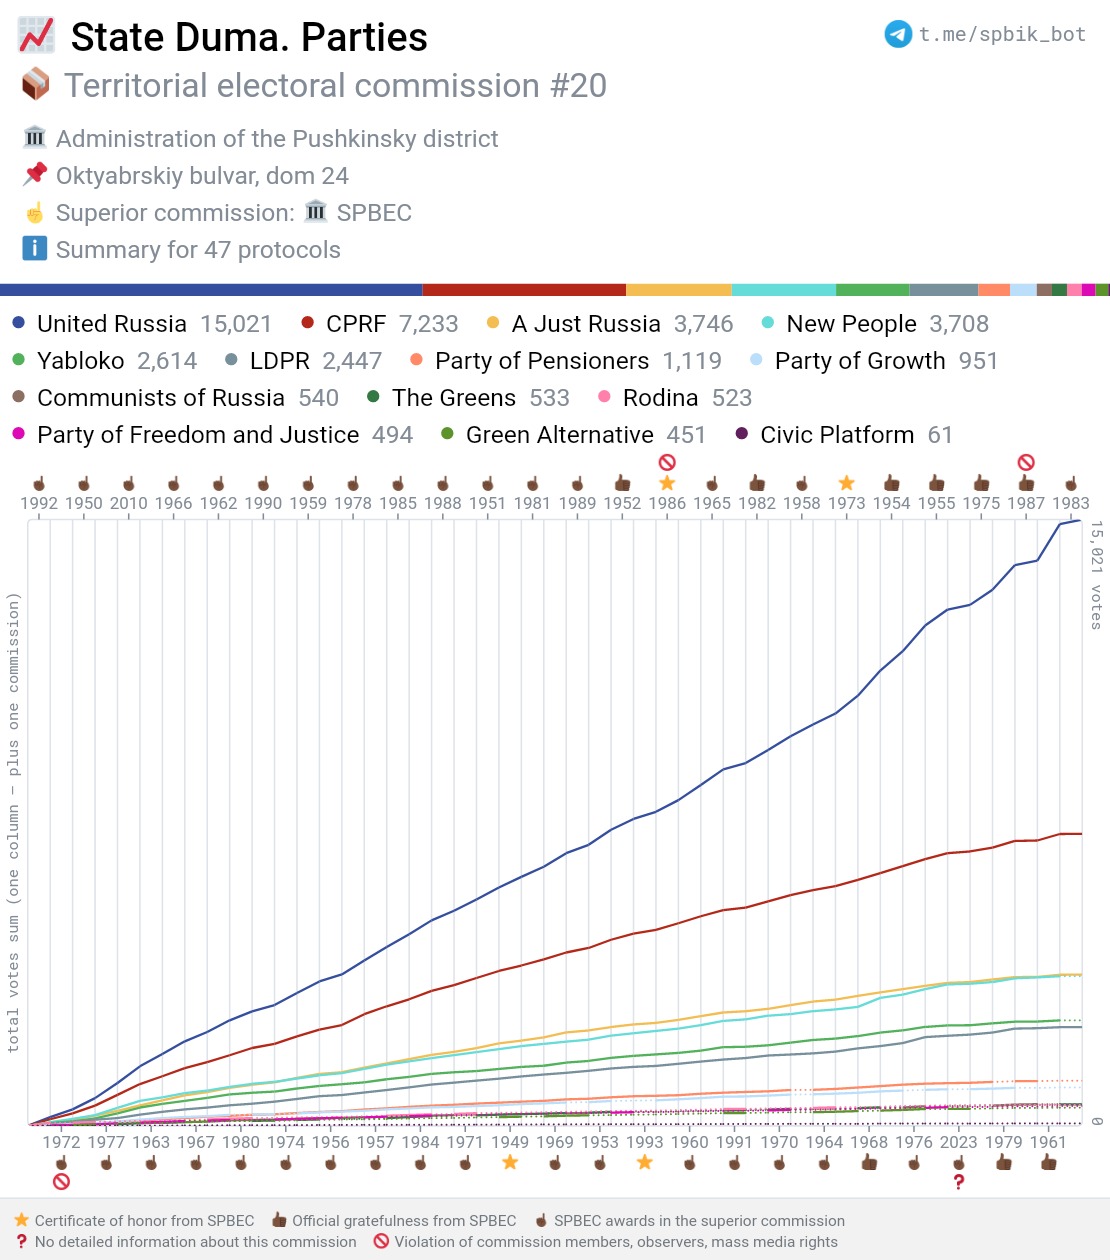 State Duma. Parties
t.me/spbik_bot
Territorial electoral commission #20
Administration of the Pushkinsky district
Oktyabrskiy bulvar, dom 24
Superior commission: SPBEC
Summary for 47 protocols
United Russia 15,021 CPRF 7,233 A Just Russia 3,746 New People 3,708
Yabloko 2,614 LDPR 2,447 Party of Pensioners 1,119 Party of Growth 951
Communists of Russia 540 The Greens 533 Rodina 523
Party of Freedom and Justice 494 Green Alternative 451 Civic Platform 61
1992 1950 2010 1966 1962 1990 1959 1978 1985 1988 1951 1981 1989 1952 1986 1965 1982 1958 1973 1954 1955 1975 1987 1983
15,021 votes
total votes sum (one column – plus one commission)
0
1972 1977 1963 1967 1980 1974 1956 1957 1984 1971 1949 1969 1953 1993 1960 1991 1970 1964 1968 1976 2023 1979 1961
Certificate of honor from SPBEC Official gratefulness from SPBEC SPBEC awards in the superior commission
No detailed information about this commission Violation of commission members, observers, mass media rights